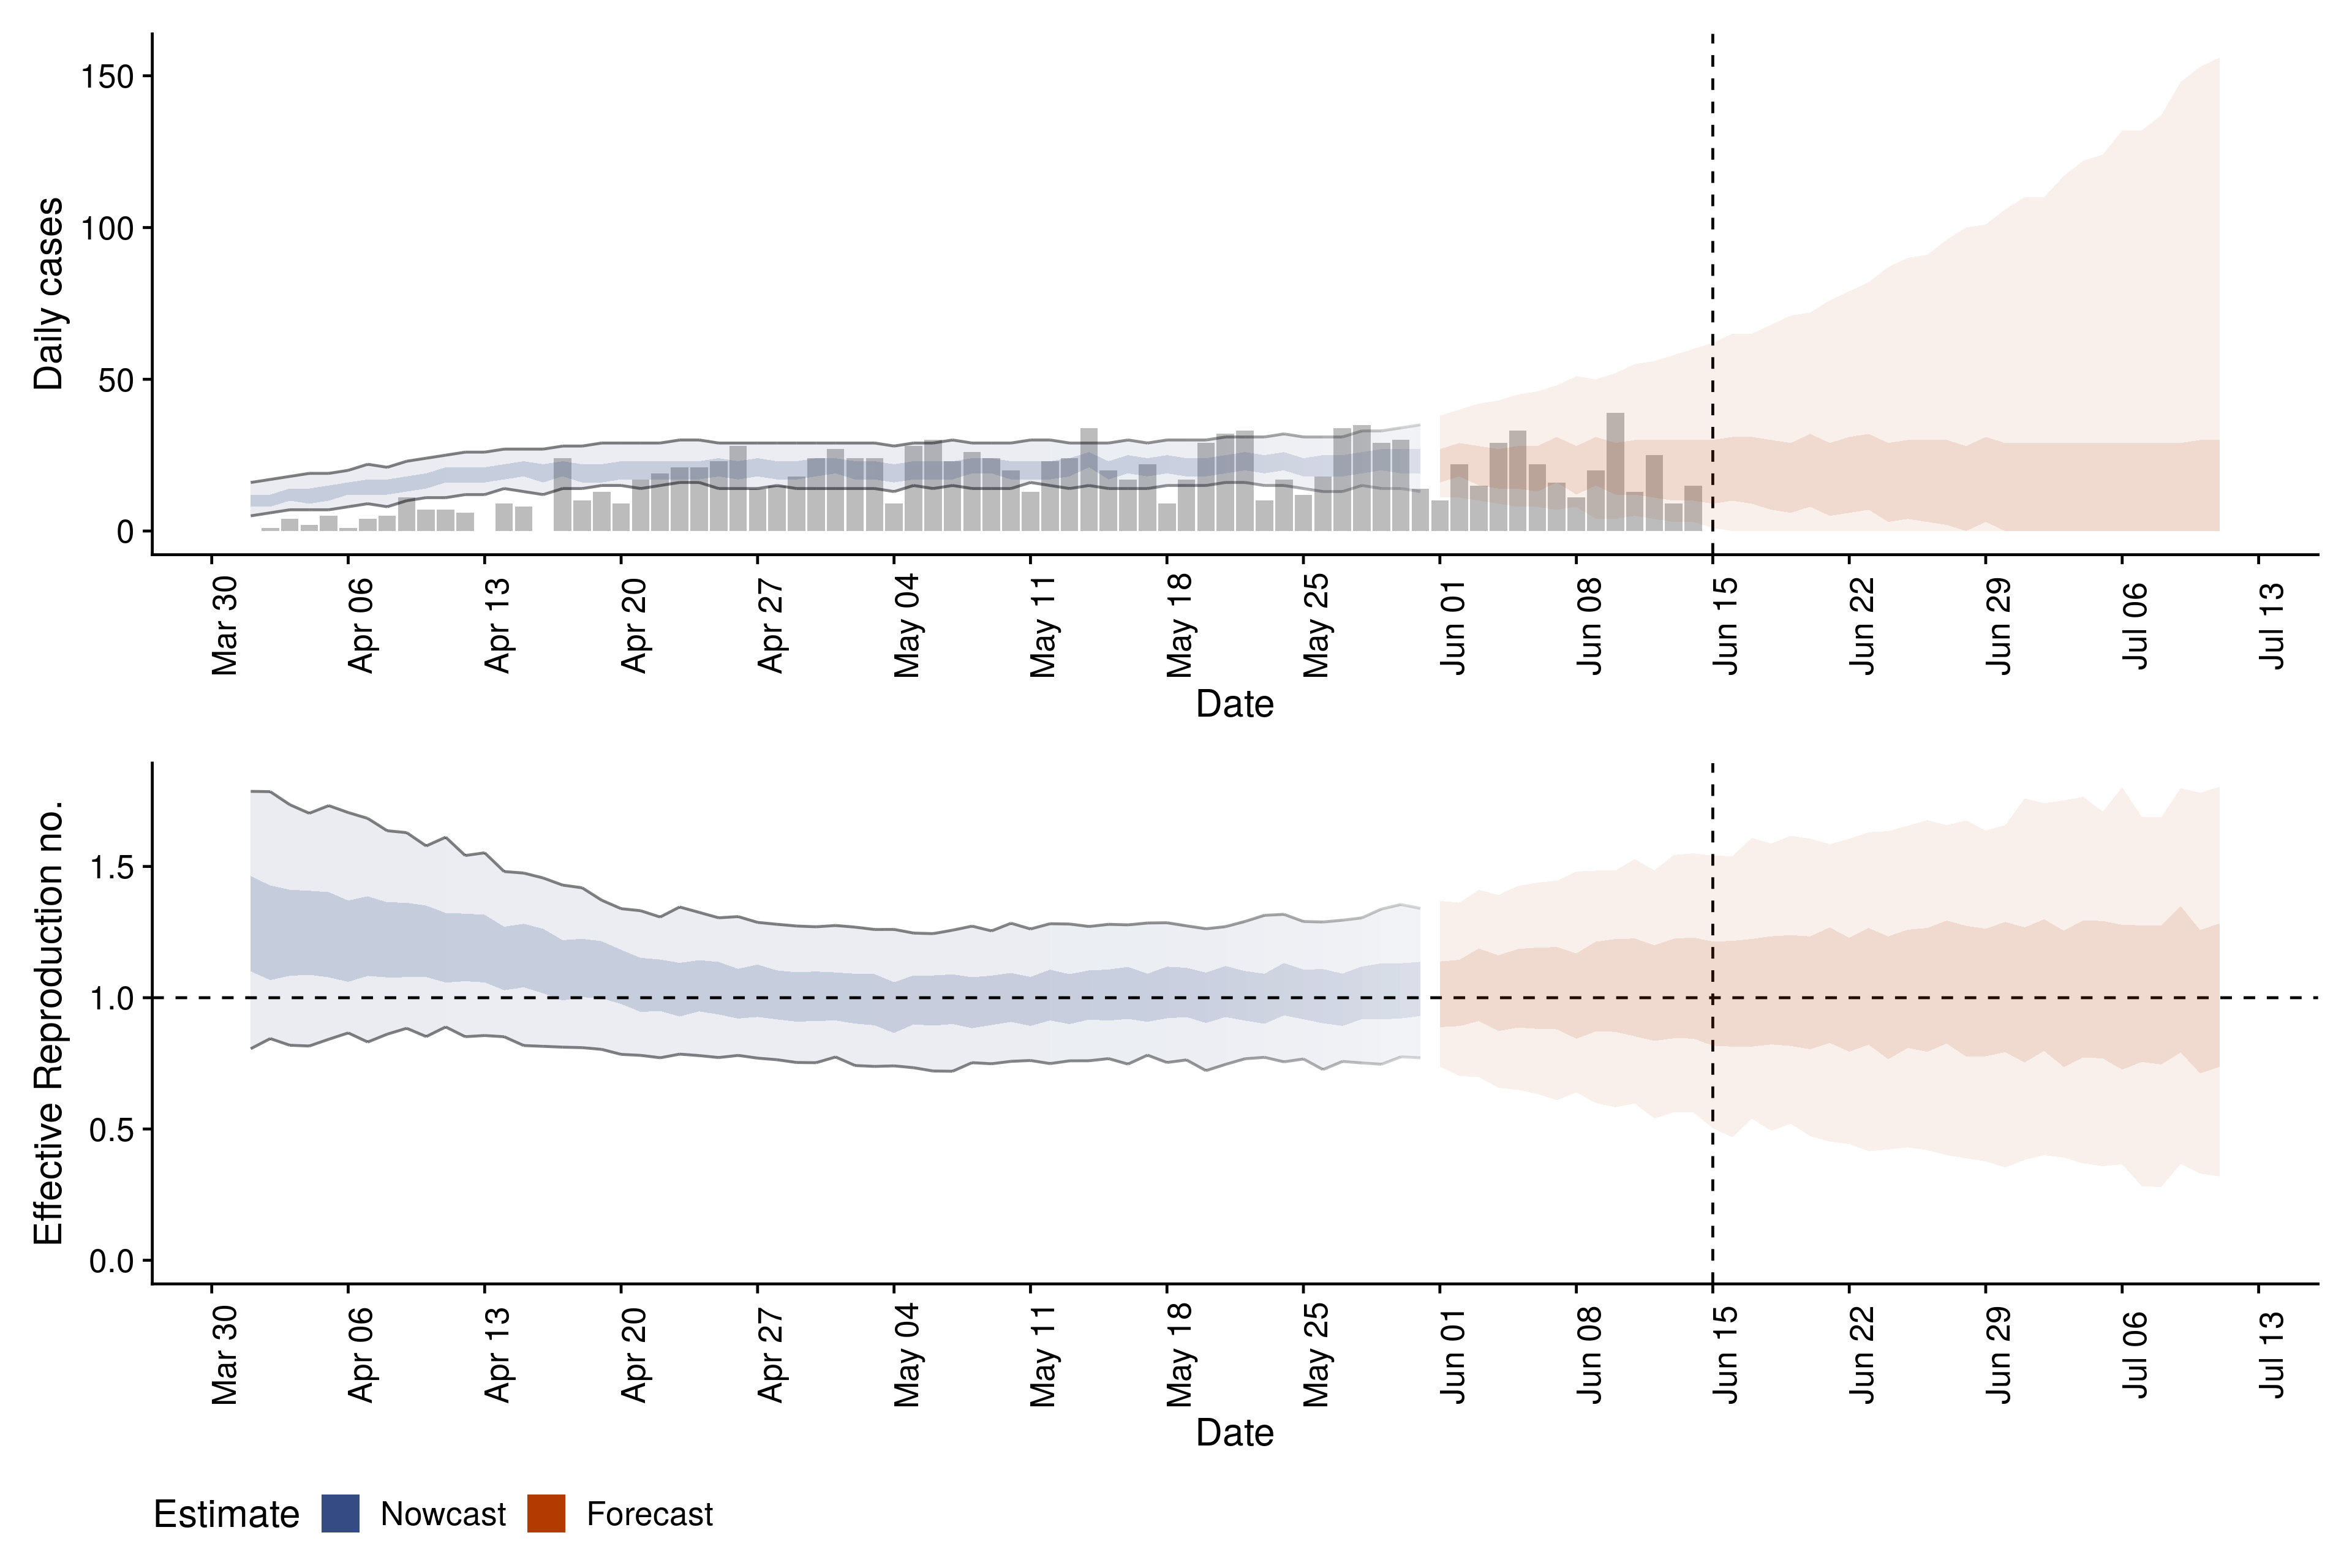 Daily cases
150
100
50
0
Mar 30
Apr 06
Apr 13
Apr 20
Apr 27
May 04
May 11
May 18
May 25
Jun 01
Jun 08
Jun 15
Jun 22
Jun 29
Jul 06
Jul 13
Date
Effective Reproduction no.
1.5
1.0
0.5
0.0
Mar 30
Apr 06
Apr 13
Apr 20
Apr 27
May 04
May 11
May 18
May 25
Jun 01
Jun 08
Jun 15
Jun 22
Jun 29
Jul 06
Jul 13
Date
Estimate Nowcast Forecast